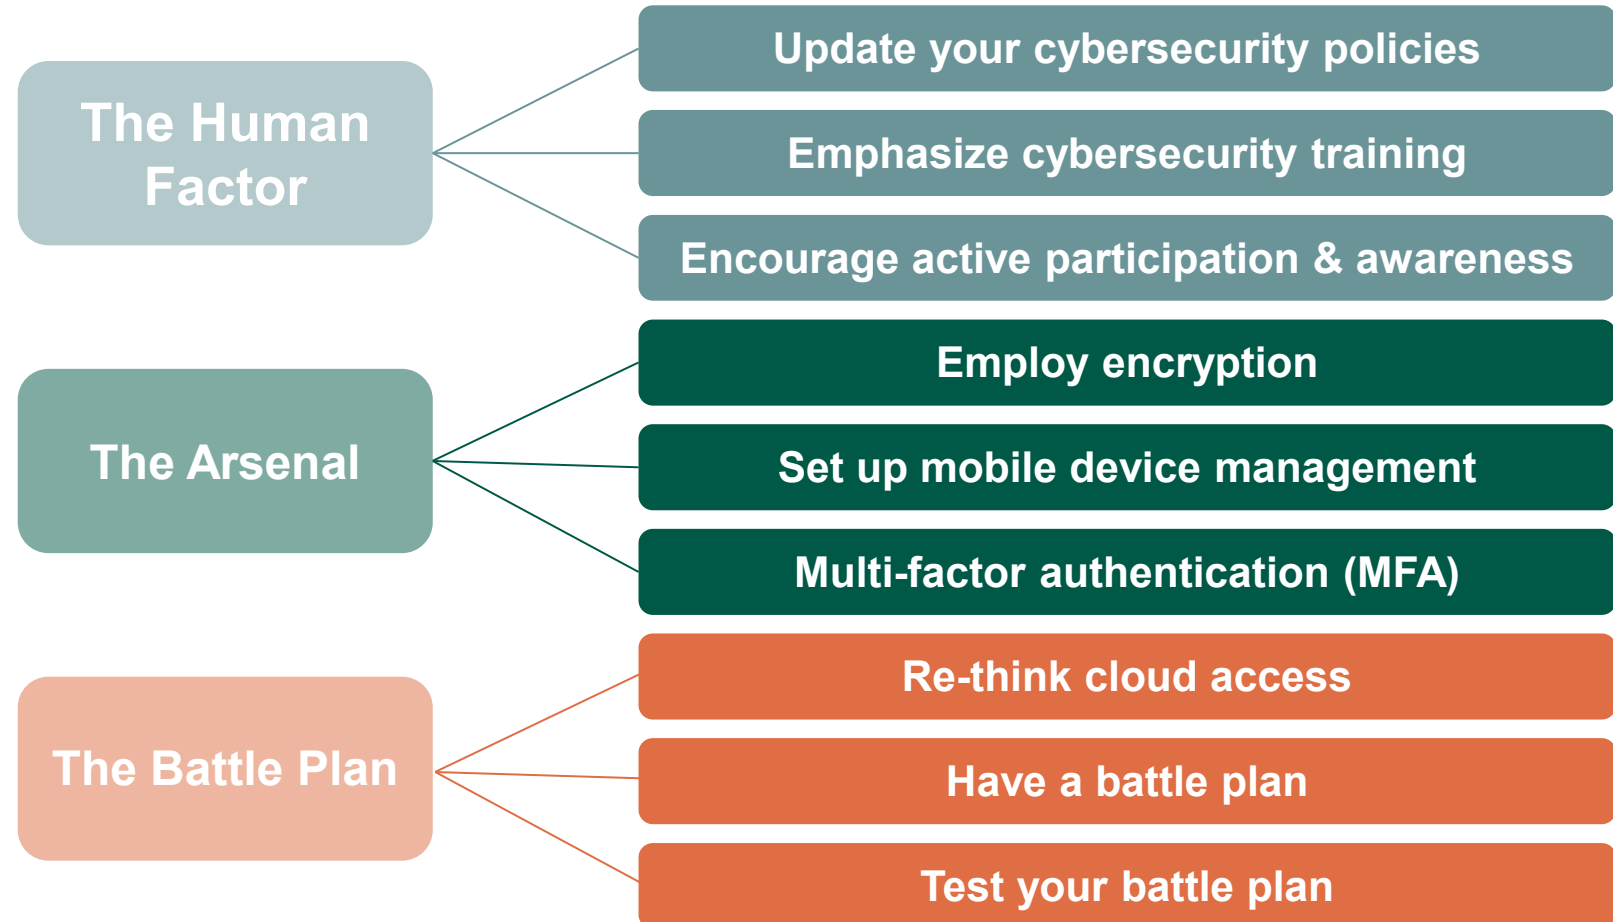 The Human
Factor
Update your cybersecurity policies
Emphasize cybersecurity training
Encourage active participation & awareness
The Arsenal
Employ encryption
Set up mobile device management
Multi-factor authentication (MFA)
The Battle Plan
Re-think cloud access
Have a battle plan
Test your battle plan